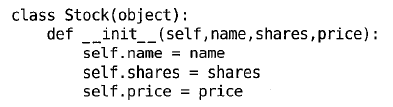 class Stock(object):
    def __init__(self,name,shares,price):
        self.name = name
        self.shares = shares
        self.price = price